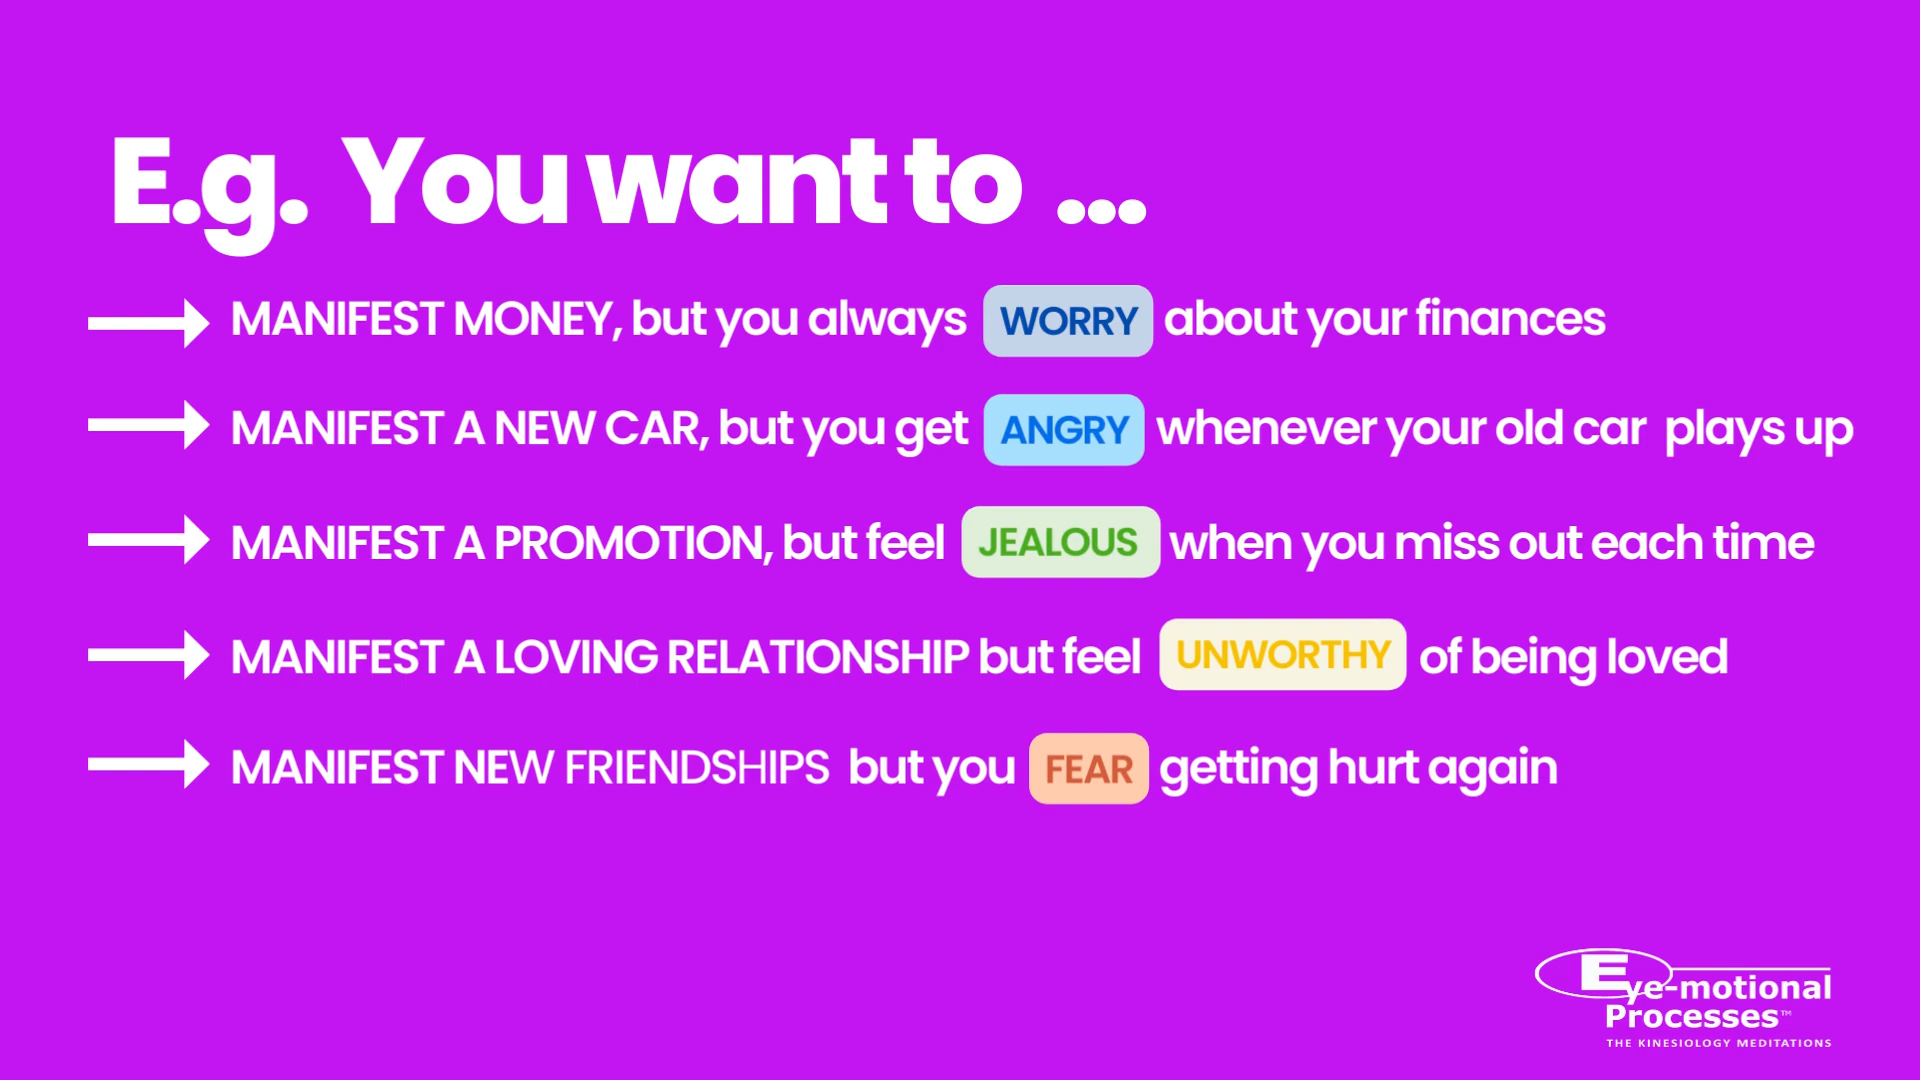 E.g. You want to ...
MANIFEST MONEY, but you always WORRY about your finances
MANIFEST A NEW CAR, but you get ANGRY whenever your old car plays up
MANIFEST A PROMOTION, but feel JEALOUS when you miss out each time
MANIFEST A LOVING RELATIONSHIP but feel UNWORTHY of being loved
MANIFEST NEW FRIENDSHIPS but you FEAR getting hurt again
Eye-motional
Processes™
THE KINESIOLOGY MEDITATIONS